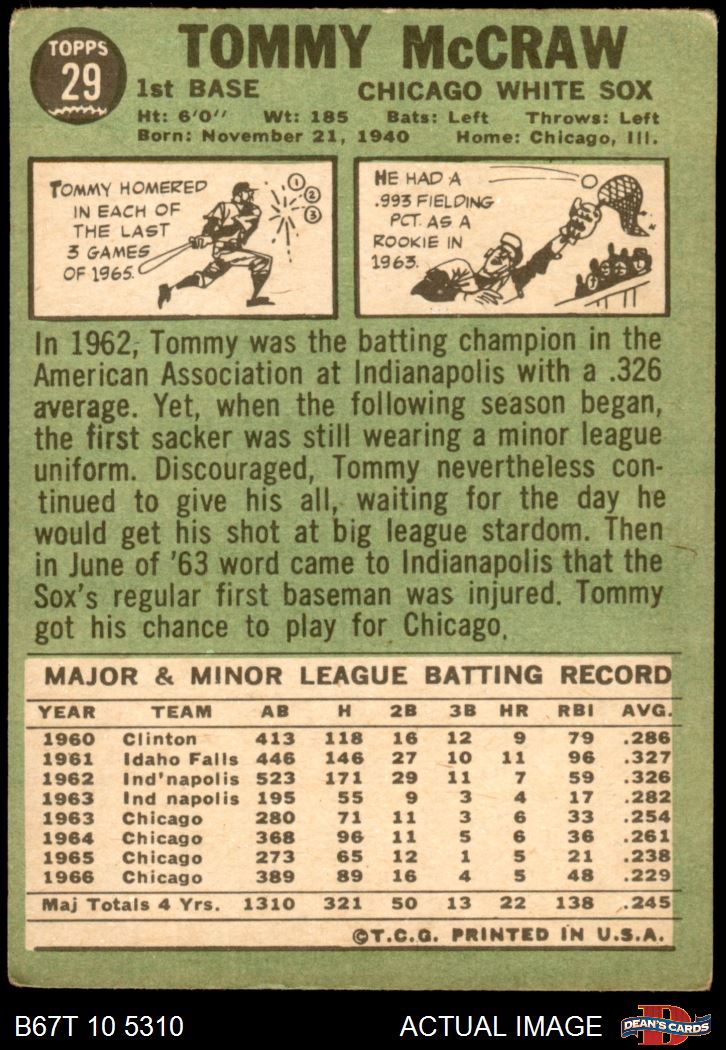 TOPPS
29
TOMMY McCRAW
1st BASE CHICAGO WHITE SOX
Ht: 6'0" Wt: 185 Bats: Left Throws: Left
Born: November 21, 1940 Home: Chicago, Ill.
TOMMY HOMERED
IN EACH OF
THE LAST
3 GAMES
OF 1965.
1
2
3
HE HAD A
.993 FIELDING
PCT. AS A
ROOKIE IN
1963.
In 1962, Tommy was the batting champion in the
American Association at Indianapolis with a .326
average. Yet, when the following season began,
the first sacker was still wearing a minor league
uniform. Discouraged, Tommy nevertheless con-
tinued to give his all, waiting for the day he
would get his shot at big league stardom. Then
in June of '63 word came to Indianapolis that the
Sox's regular first baseman was injured. Tommy
got his chance to play for Chicago.
MAJOR & MINOR LEAGUE BATTING RECORD
YEAR TEAM AB H 2B 3B HR RBI AVG.
1960 Clinton 413 118 16 12 9 79 .286
1961 Idaho Falls 446 146 27 10 11 96 .327
1962 Ind'napolis 523 171 29 11 7 59 .326
1963 Ind napolis 195 55 9 3 4 17 .282
1963 Chicago 280 71 11 3 6 33 .254
1964 Chicago 368 96 11 5 6 36 .261
1965 Chicago 273 65 12 1 5 21 .238
1966 Chicago 389 89 16 4 5 48 .229
Maj Totals 4 Yrs. 1310 321 50 13 22 138 .245
©T.C.G. PRINTED IN U.S.A.
B67T 10 5310 ACTUAL IMAGE
D
DEAN'S CARDS